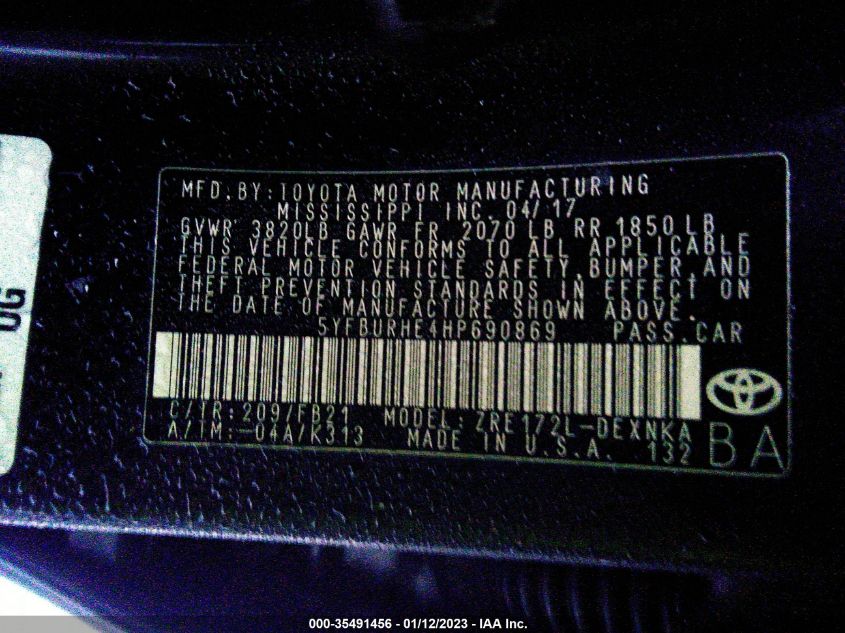 MFD. BY: TOYOTA MOTOR MANUFACTURING
MISSISSIPPI INC. 04/17
GVWR 3820LB GAWR FR 2070 LB RR 1850 LB
THIS VEHICLE CONFORMS TO ALL APPLICABLE
FEDERAL MOTOR VEHICLE SAFETY, BUMPER, AND
THEFT PREVENTION STANDARDS IN EFFECT ON
THE DATE OF MANUFACTURE SHOWN ABOVE.
5YFBURHE4HP690869 PASS. CAR
C/TR: 209/FB21 MODEL: ZRE172L-DEXNKA
A/TM: -04A/K313 MADE IN U.S.A. 132
BA
DG
000-35491456 - 01/12/2023 - IAA Inc.